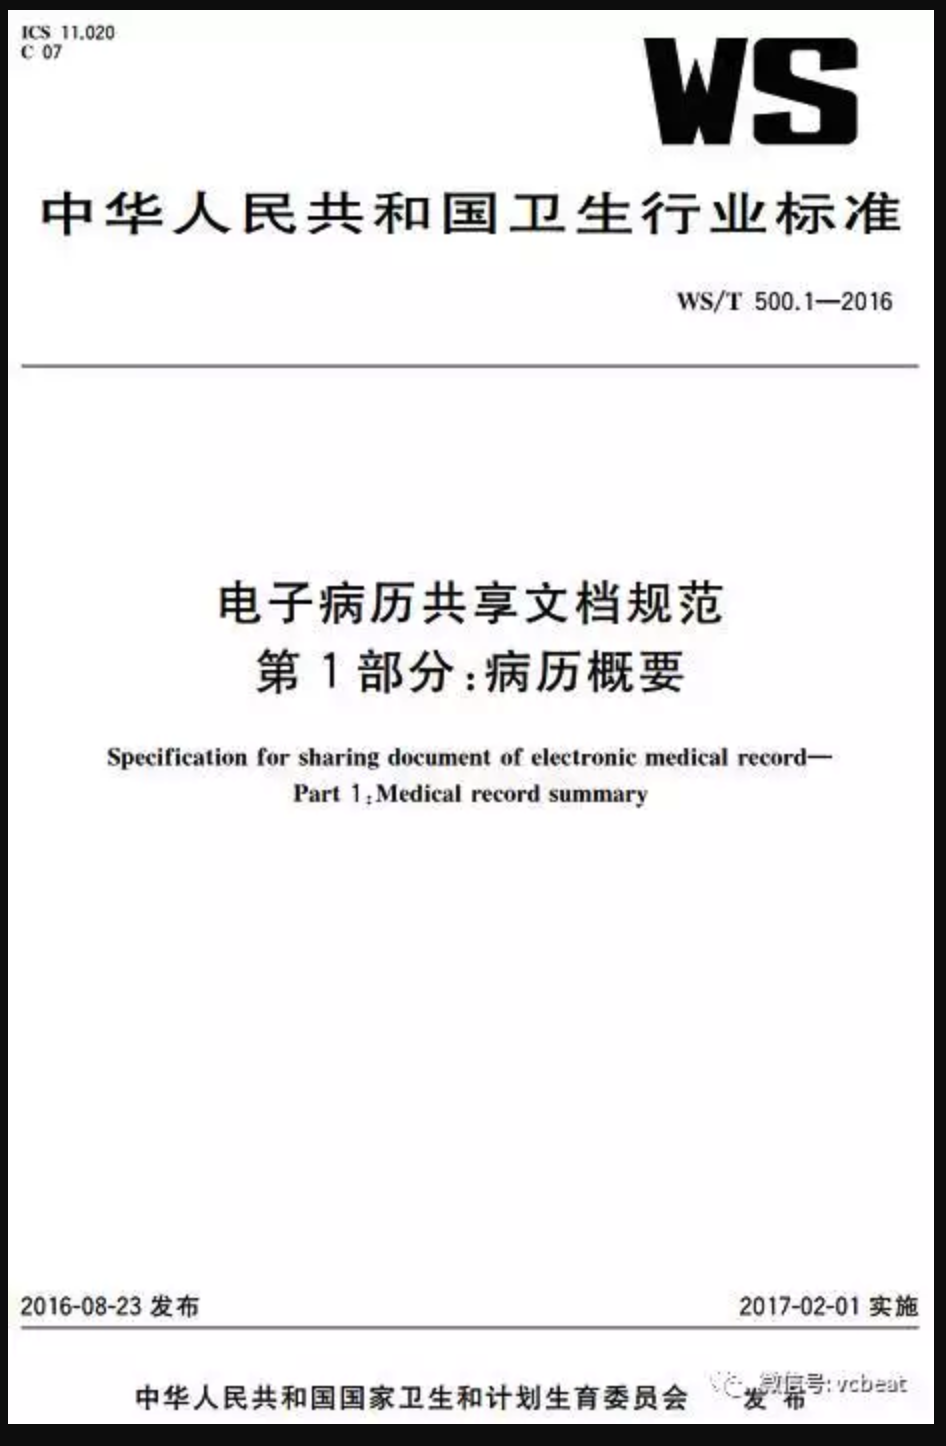 ICS 11.020
C 07
WS
中华人民共和国卫生行业标准
WS/T 500.1—2016
电子病历共享文档规范
第1部分:病历概要
Specification for sharing document of electronic medical record—
Part 1:Medical record summary
2016-08-23 发布
2017-02-01 实施
中华人民共和国国家卫生和计划生育委员会 发布
微信号:vcbeat